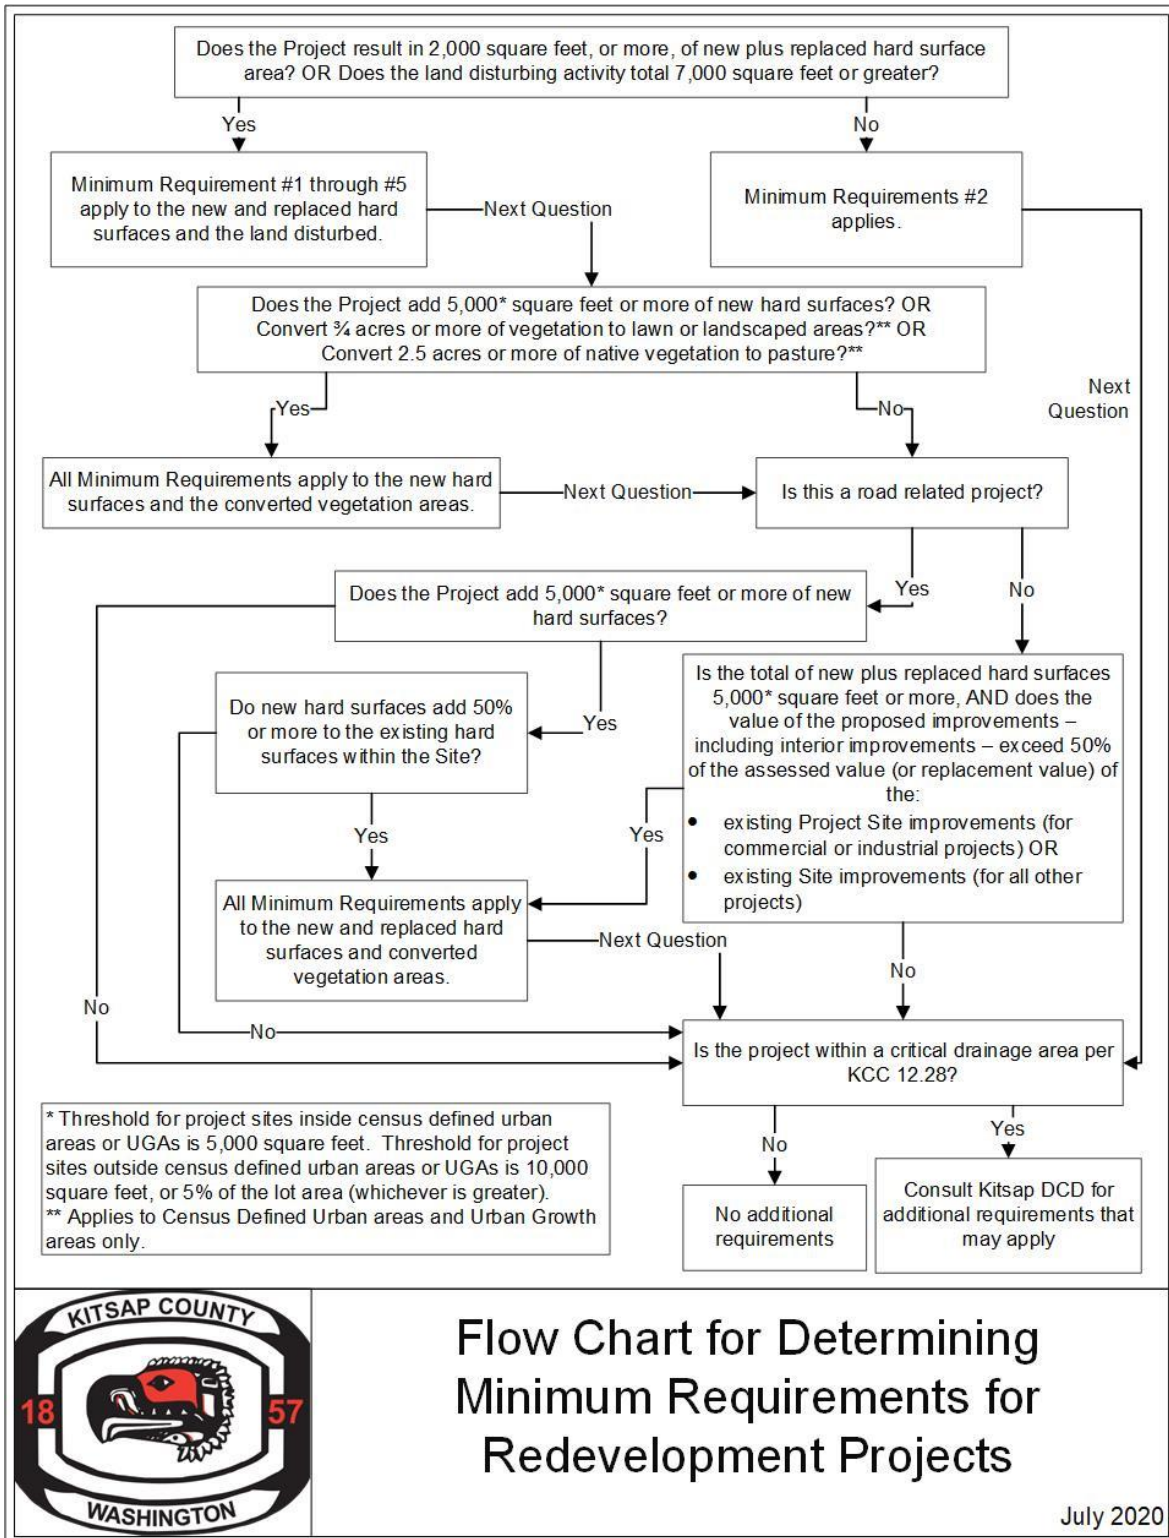 Does the Project result in 2,000 square feet, or more, of new plus replaced hard surface
area? OR Does the land disturbing activity total 7,000 square feet or greater?
Yes
No
Minimum Requirement #1 through #5
apply to the new and replaced hard
surfaces and the land disturbed.
Next Question
Minimum Requirements #2
applies.
Does the Project add 5,000* square feet or more of new hard surfaces? OR
Convert ¾ acres or more of vegetation to lawn or landscaped areas?** OR
Convert 2.5 acres or more of native vegetation to pasture?**
Next
Question
Yes
No
All Minimum Requirements apply to the new hard
surfaces and the converted vegetation areas.
Next Question
Is this a road related project?
Yes
No
Does the Project add 5,000* square feet or more of new
hard surfaces?
Yes
Do new hard surfaces add 50%
or more to the existing hard
surfaces within the Site?
Is the total of new plus replaced hard surfaces
5,000* square feet or more, AND does the
value of the proposed improvements –
including interior improvements – exceed 50%
of the assessed value (or replacement value) of
the:
• existing Project Site improvements (for
commercial or industrial projects) OR
• existing Site improvements (for all other
projects)
Yes
Yes
All Minimum Requirements apply
to the new and replaced hard
surfaces and converted
vegetation areas.
Next Question
No
No
No
Is the project within a critical drainage area per
KCC 12.28?
No
Yes
No additional
requirements
Consult Kitsap DCD for
additional requirements that
may apply
* Threshold for project sites inside census defined urban
areas or UGAs is 5,000 square feet. Threshold for project
sites outside census defined urban areas or UGAs is 10,000
square feet, or 5% of the lot area (whichever is greater).
** Applies to Census Defined Urban areas and Urban Growth
areas only.
KITSAP COUNTY
18 57
WASHINGTON
Flow Chart for Determining
Minimum Requirements for
Redevelopment Projects
July 2020